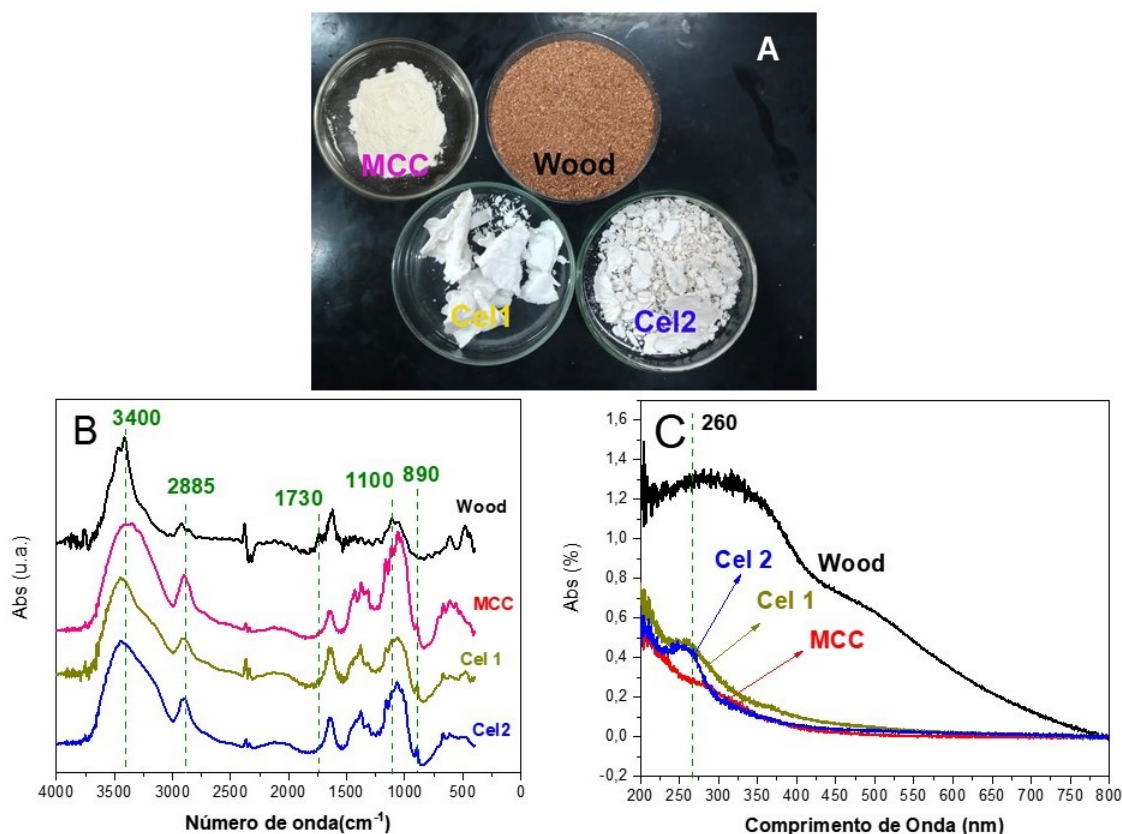 A
MCC
Wood
Cel1
Cel2
B
3400
2885
1730
1100
890
Wood
MCC
Cel 1
Cel2
Abs (u.a.)
4000
3500
3000
2500
2000
1500
1000
500
0
Número de onda(cm⁻¹)
C
260
Cel 2
Wood
Cel 1
MCC
Abs (%)
1,6
1,4
1,2
1,0
0,8
0,6
0,4
0,2
0,0
-0,2
200 250 300 350 400 450 500 550 600 650 700 750 800
Comprimento de Onda (nm)